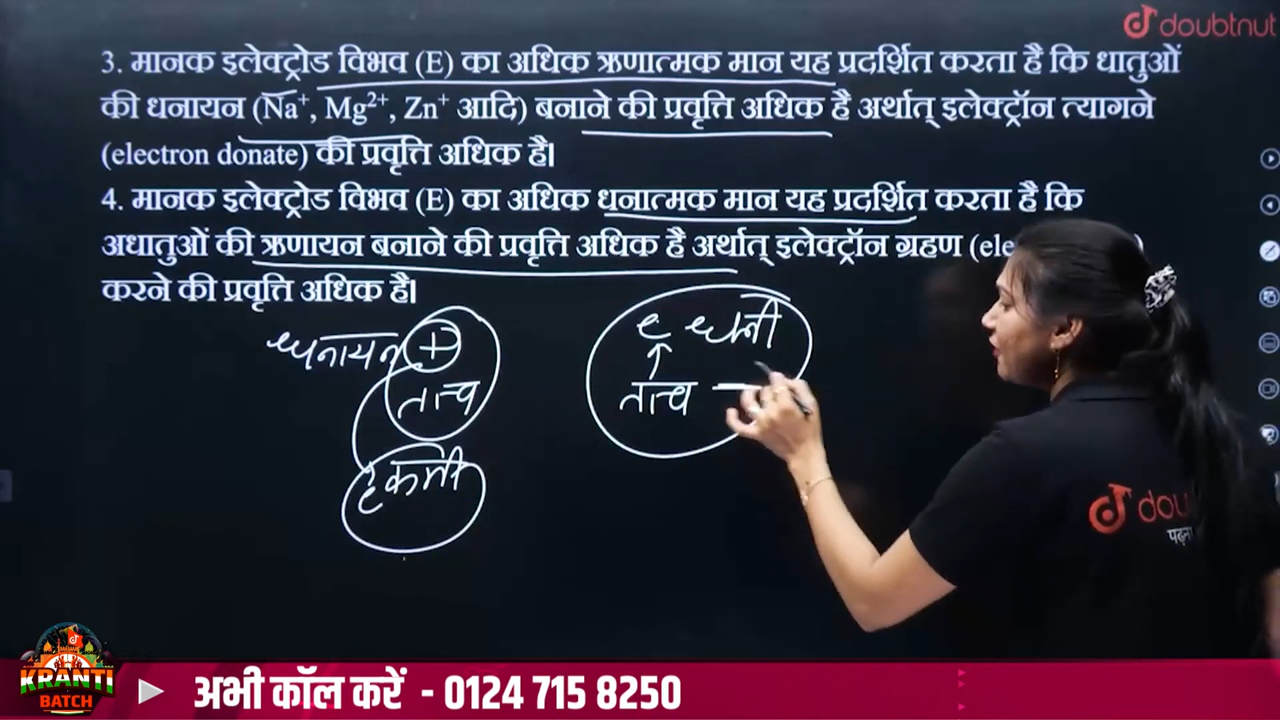 doubtnut
3. मानक इलेक्ट्रोड विभव (E) का अधिक ऋणात्मक मान यह प्रदर्शित करता है कि धातुओं
की धनायन (Na⁺, Mg²⁺, Zn⁺ आदि) बनाने की प्रवृत्ति अधिक है अर्थात् इलेक्ट्रॉन त्यागने
(electron donate) की प्रवृत्ति अधिक है।
4. मानक इलेक्ट्रोड विभव (E) का अधिक धनात्मक मान यह प्रदर्शित करता है कि
अधातुओं की ऋणायन बनाने की प्रवृत्ति अधिक है अर्थात् इलेक्ट्रॉन ग्रहण
करने की प्रवृत्ति अधिक है।
धनायन +
तत्व
कमी
e धनी
तत्व –
dou
पढ़ना
KRANTI
BATCH
अभी कॉल करें - 0124 715 8250